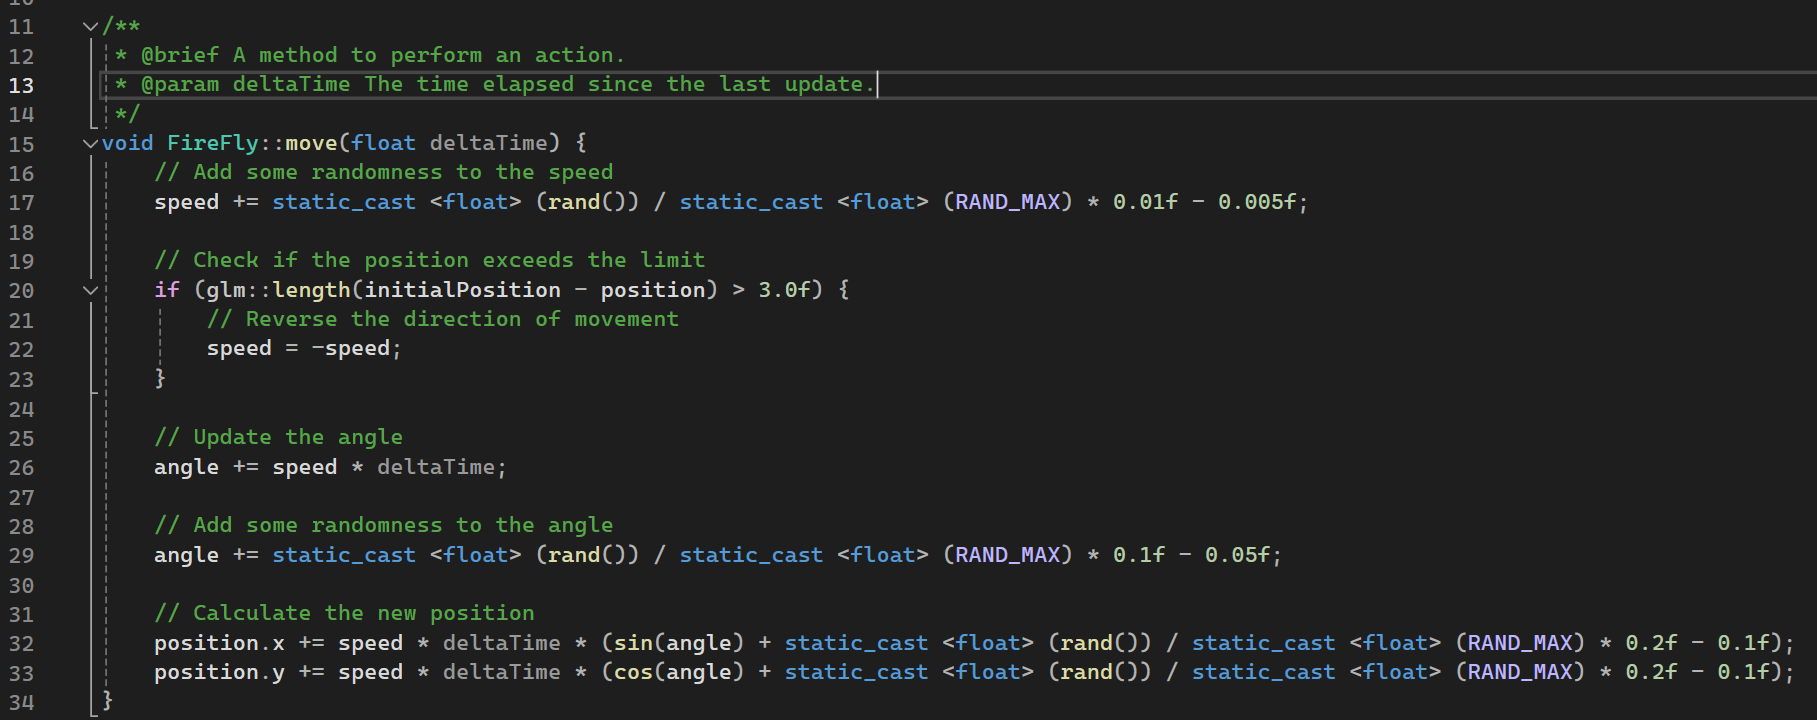 11 /**
12 * @brief A method to perform an action.
13 * @param deltaTime The time elapsed since the last update.
14 */
15 void FireFly::move(float deltaTime) {
16 // Add some randomness to the speed
17 speed += static_cast <float> (rand()) / static_cast <float> (RAND_MAX) * 0.01f - 0.005f;
18
19 // Check if the position exceeds the limit
20 if (glm::length(initialPosition - position) > 3.0f) {
21 // Reverse the direction of movement
22 speed = -speed;
23 }
24
25 // Update the angle
26 angle += speed * deltaTime;
27
28 // Add some randomness to the angle
29 angle += static_cast <float> (rand()) / static_cast <float> (RAND_MAX) * 0.1f - 0.05f;
30
31 // Calculate the new position
32 position.x += speed * deltaTime * (sin(angle) + static_cast <float> (rand()) / static_cast <float> (RAND_MAX) * 0.2f - 0.1f);
33 position.y += speed * deltaTime * (cos(angle) + static_cast <float> (rand()) / static_cast <float> (RAND_MAX) * 0.2f - 0.1f);
34 }